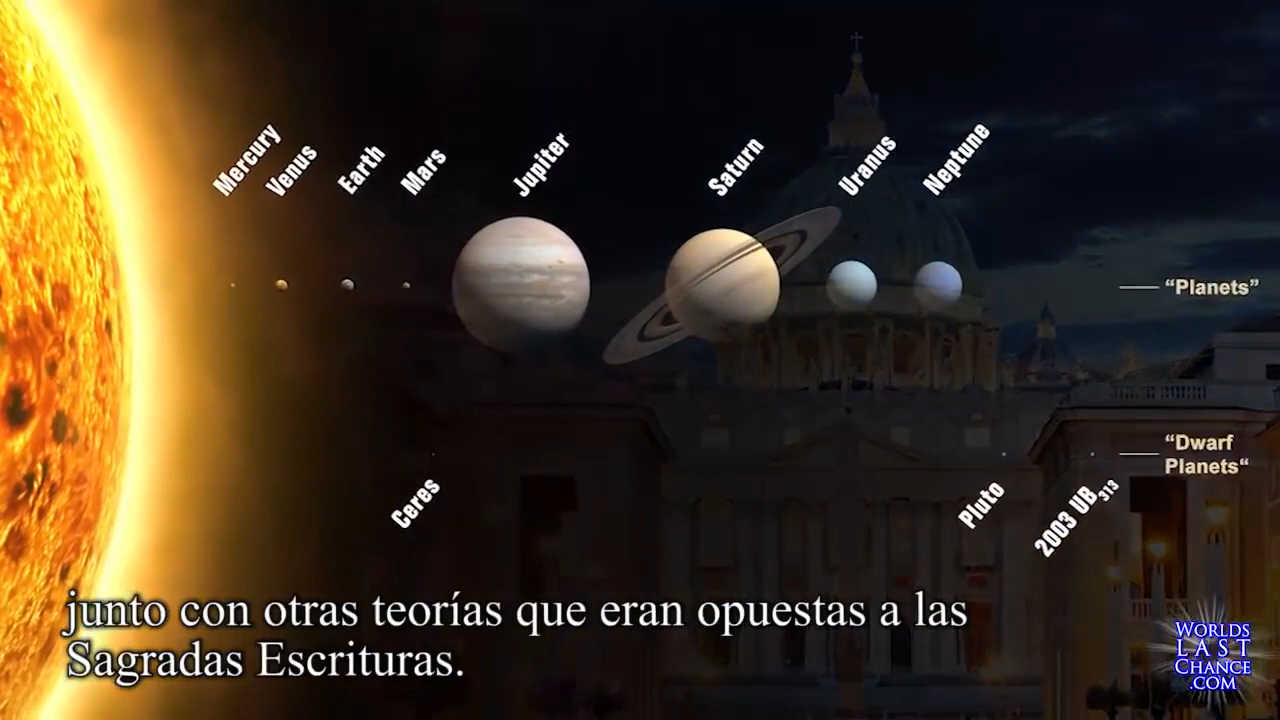 Mercury
Venus
Earth
Mars
Jupiter
Saturn
Uranus
Neptune
“Planets”
“Dwarf
Planets“
Ceres
Pluto
2003 UB313
junto con otras teorías que eran opuestas a las
Sagradas Escrituras.
WORLDS
LAST
CHANCE
.COM